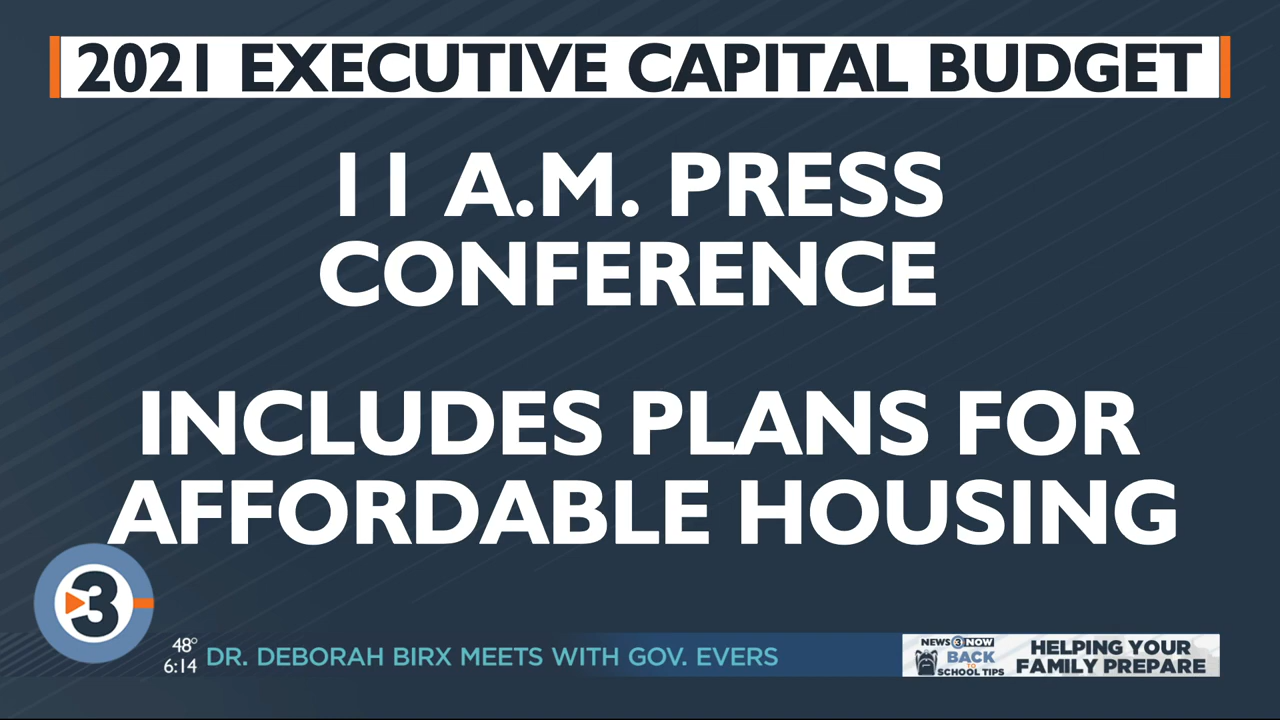 2021 EXECUTIVE CAPITAL BUDGET
11 A.M. PRESS
CONFERENCE
INCLUDES PLANS FOR
AFFORDABLE HOUSING
3
48°
6:14
DR. DEBORAH BIRX MEETS WITH GOV. EVERS
NEWS 3 NOW
BACK
TO
SCHOOL TIPS
HELPING YOUR
FAMILY PREPARE